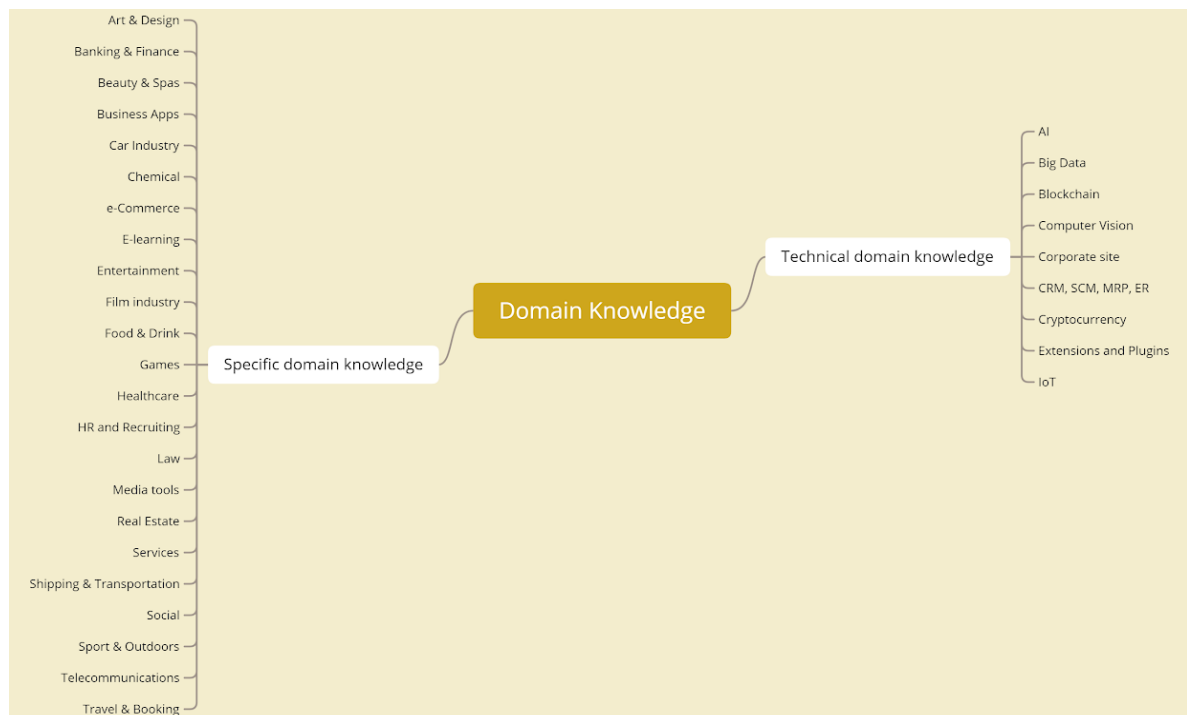 Art & Design
Banking & Finance
Beauty & Spas
Business Apps
Car Industry
Chemical
e-Commerce
E-learning
Entertainment
Film industry
Food & Drink
Games
Healthcare
HR and Recruiting
Law
Media tools
Real Estate
Services
Shipping & Transportation
Social
Sport & Outdoors
Telecommunications
Travel & Booking
Specific domain knowledge
Domain Knowledge
Technical domain knowledge
AI
Big Data
Blockchain
Computer Vision
Corporate site
CRM, SCM, MRP, ER
Cryptocurrency
Extensions and Plugins
IoT